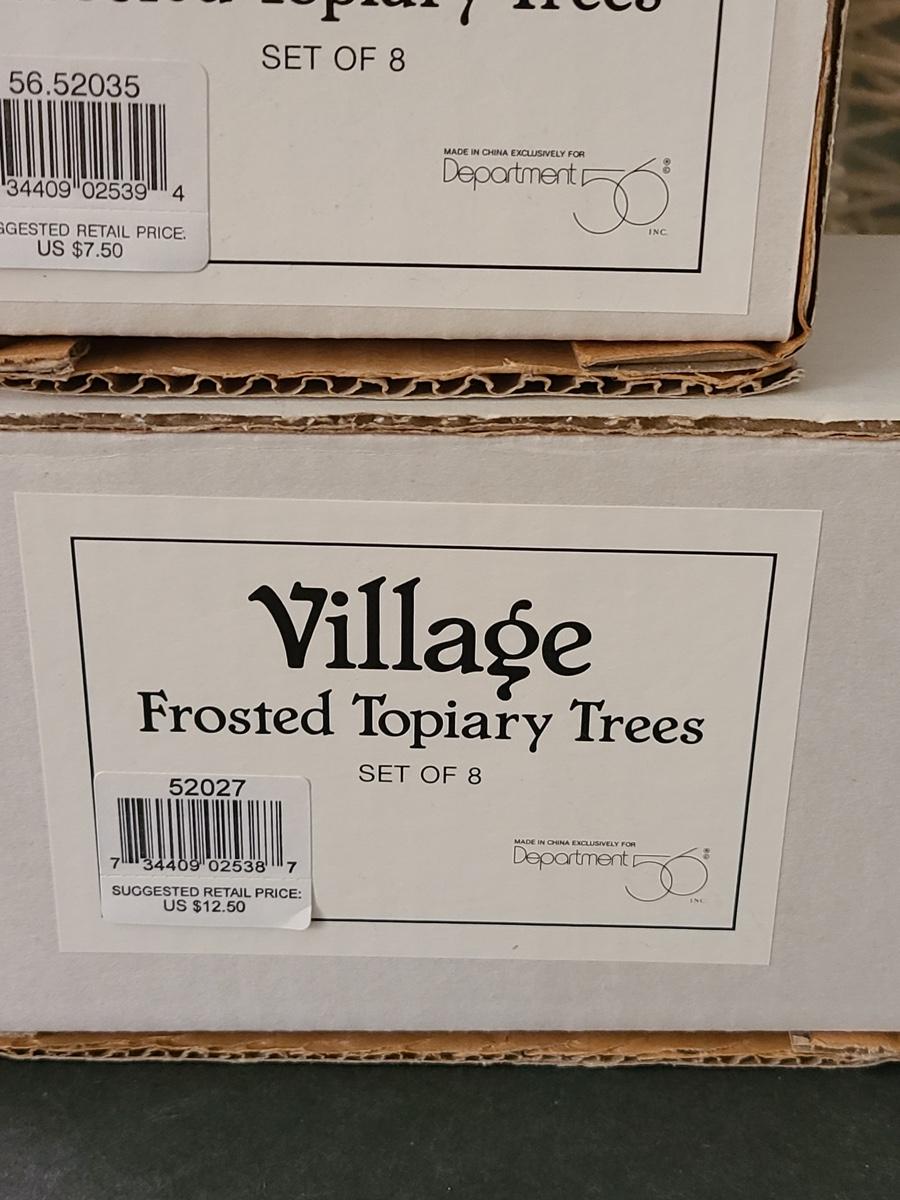 Topiary Trees
SET OF 8
56.52035
34409 02539 4
GGESTED RETAIL PRICE:
US $7.50
MADE IN CHINA EXCLUSIVELY FOR
Department 56 ®
©
INC.
Village
Frosted Topiary Trees
SET OF 8
52027
7 34409 02538 7
SUGGESTED RETAIL PRICE:
US $12.50
MADE IN CHINA EXCLUSIVELY FOR
Department 56 ®
©
INC.